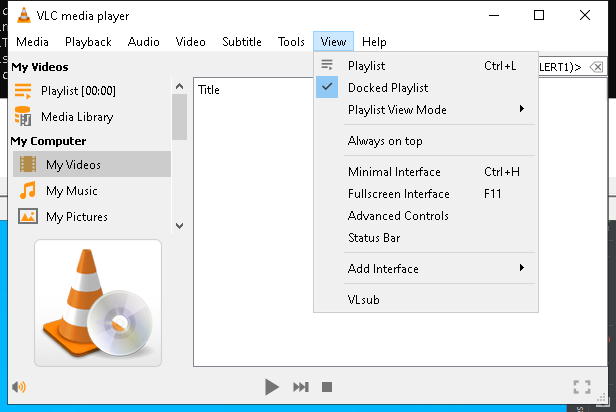 VLC media player
Media Playback Audio Video Subtitle Tools View Help
My Videos
Playlist [00:00]
Media Library
My Computer
My Videos
My Music
My Pictures
Title
LERT1)>
Playlist Ctrl+L
Docked Playlist
Playlist View Mode
Always on top
Minimal Interface Ctrl+H
Fullscreen Interface F11
Advanced Controls
Status Bar
Add Interface
VLsub